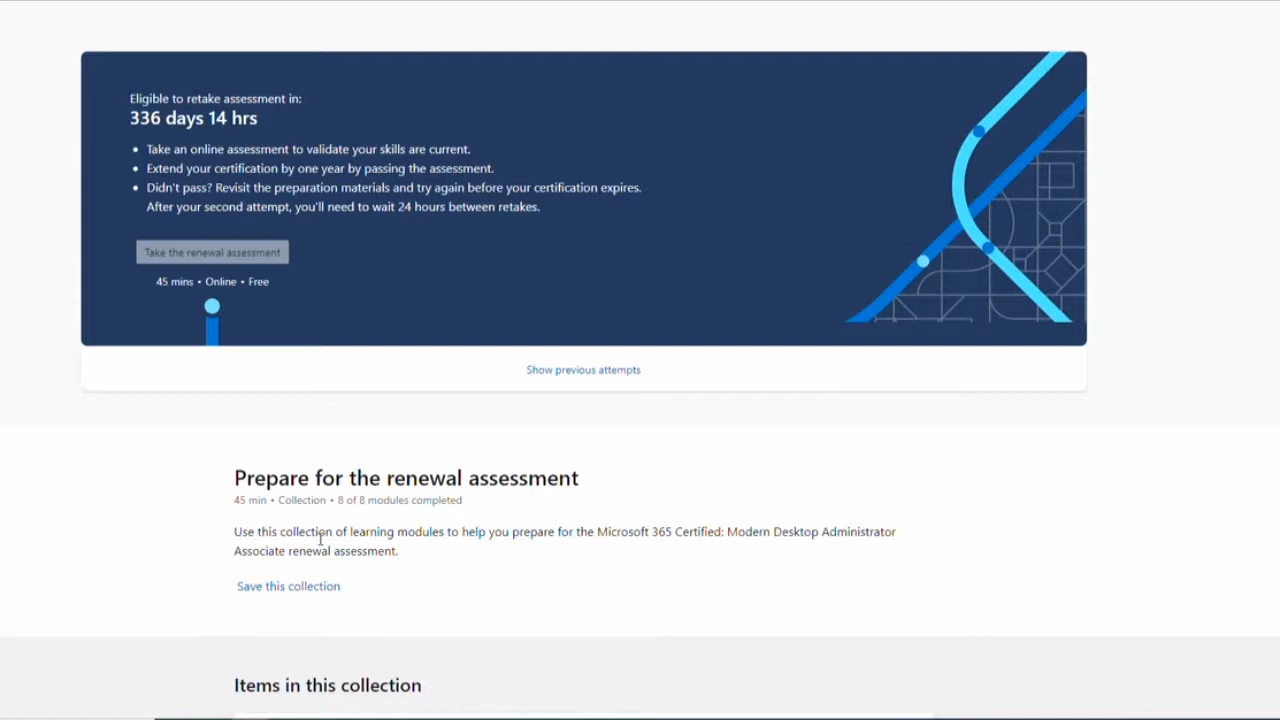 Eligible to retake assessment in:
336 days 14 hrs
• Take an online assessment to validate your skills are current.
• Extend your certification by one year by passing the assessment.
• Didn't pass? Revisit the preparation materials and try again before your certification expires.
After your second attempt, you'll need to wait 24 hours between retakes.
Take the renewal assessment
45 mins • Online • Free
Show previous attempts
Prepare for the renewal assessment
45 min • Collection • 8 of 8 modules completed
Use this collection of learning modules to help you prepare for the Microsoft 365 Certified: Modern Desktop Administrator
Associate renewal assessment.
Save this collection
Items in this collection